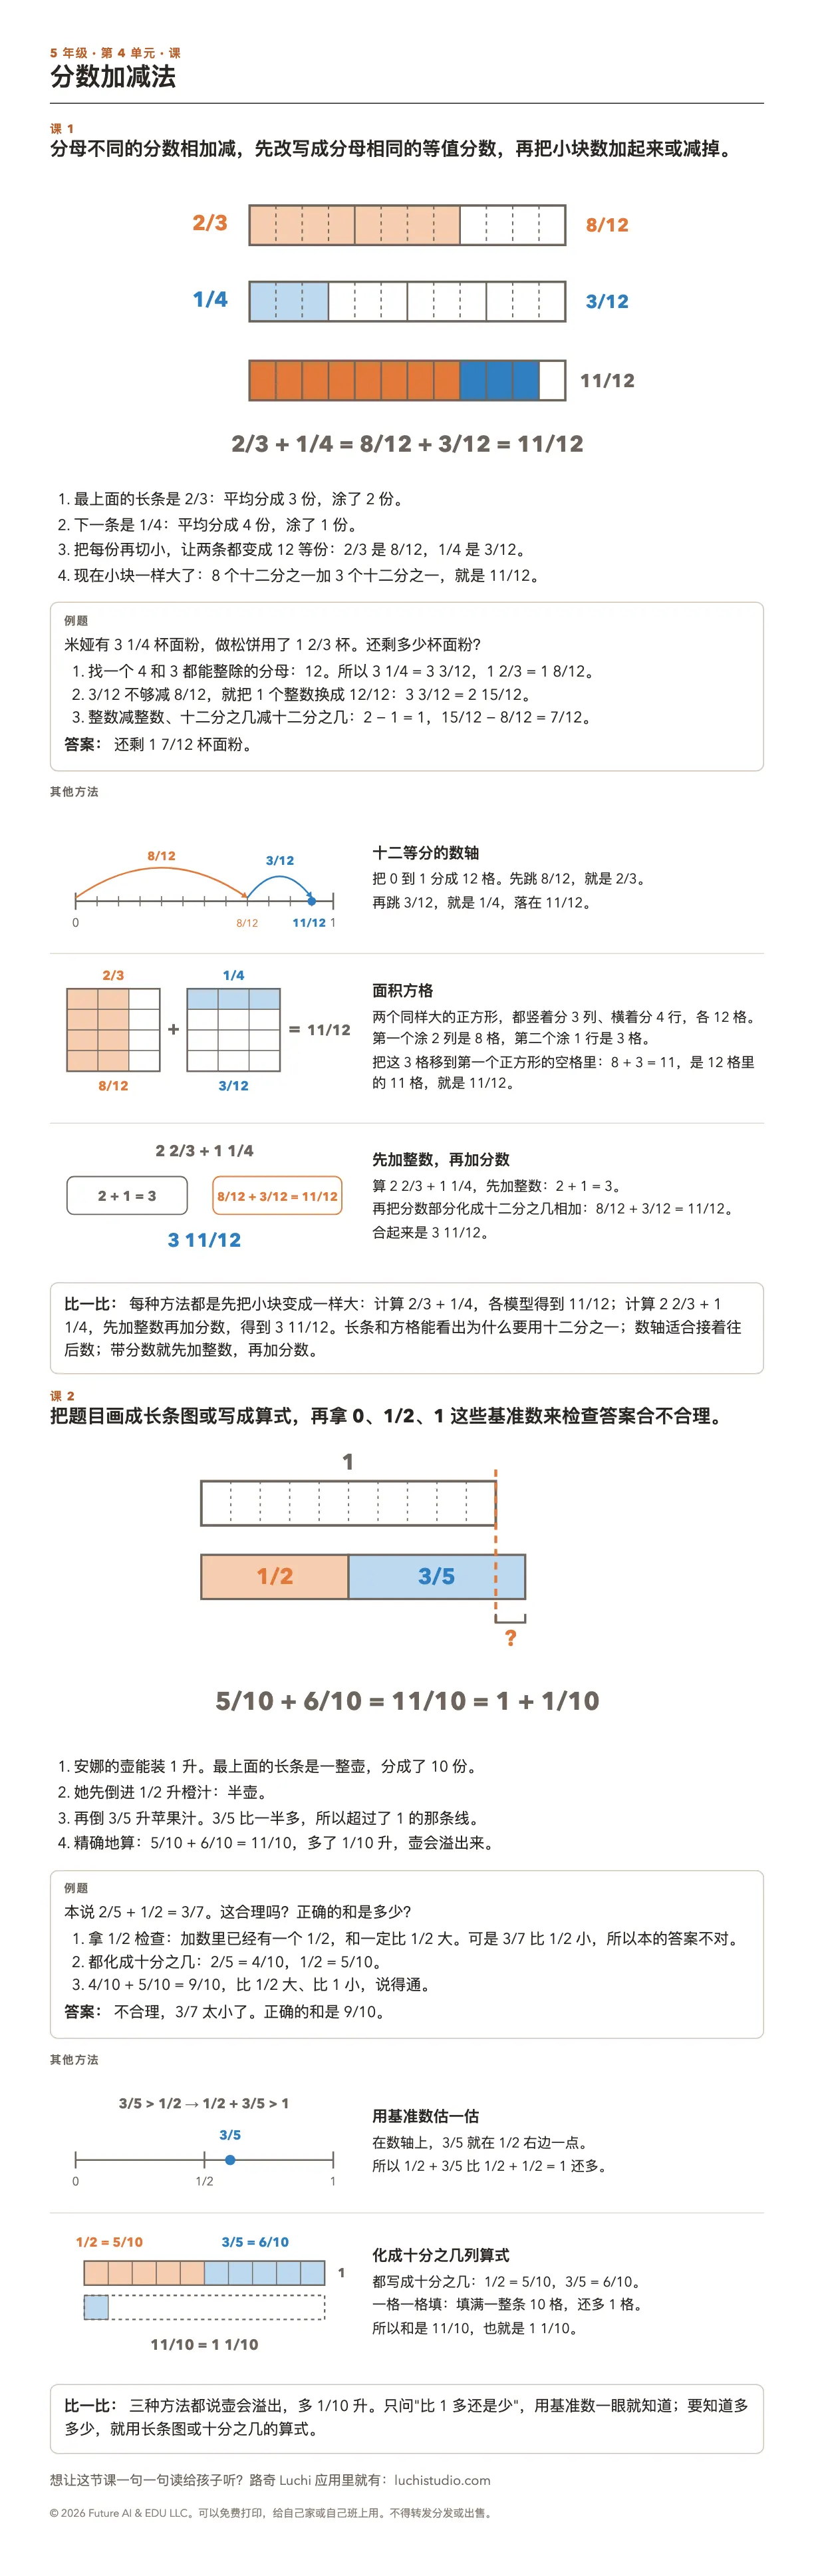 5 年级 · 第 4 单元 · 课
分数加减法
课 1
分母不同的分数相加减，先改写成分母相同的等值分数，再把小块数加起来或减掉。
2/3
8/12
1/4
3/12
11/12
2/3 + 1/4 = 8/12 + 3/12 = 11/12
1. 最上面的长条是 2/3：平均分成 3 份，涂了 2 份。
2. 下一条是 1/4：平均分成 4 份，涂了 1 份。
3. 把每份再切小，让两条都变成 12 等份：2/3 是 8/12，1/4 是 3/12。
4. 现在小块一样大了：8 个十二分之一加 3 个十二分之一，就是 11/12。
例题
米娅有 3 1/4 杯面粉，做松饼用了 1 2/3 杯。还剩多少杯面粉？
1. 找一个 4 和 3 都能整除的分母：12。所以 3 1/4 = 3 3/12，1 2/3 = 1 8/12。
2. 3/12 不够减 8/12，就把 1 个整数换成 12/12：3 3/12 = 2 15/12。
3. 整数减整数、十二分之几减十二分之几：2 − 1 = 1，15/12 − 8/12 = 7/12。
答案： 还剩 1 7/12 杯面粉。
其他方法
8/12
3/12
0
8/12
11/12
1
十二等分的数轴
把 0 到 1 分成 12 格。先跳 8/12，就是 2/3。
再跳 3/12，就是 1/4，落在 11/12。
2/3
1/4
+
= 11/12
8/12
3/12
面积方格
两个同样大的正方形，都竖着分 3 列、横着分 4 行，各 12 格。
第一个涂 2 列是 8 格，第二个涂 1 行是 3 格。
把这 3 格移到第一个正方形的空格里：8 + 3 = 11，是 12 格里
的 11 格，就是 11/12。
2 2/3 + 1 1/4
2 + 1 = 3
8/12 + 3/12 = 11/12
3 11/12
先加整数，再加分数
算 2 2/3 + 1 1/4，先加整数：2 + 1 = 3。
再把分数部分化成十二分之几相加：8/12 + 3/12 = 11/12。
合起来是 3 11/12。
比一比： 每种方法都是先把小块变成一样大：计算 2/3 + 1/4，各模型得到 11/12；计算 2 2/3 + 1
1/4，先加整数再加分数，得到 3 11/12。长条和方格能看出为什么要用十二分之一；数轴适合接着往
后数；带分数就先加整数，再加分数。
课 2
把题目画成长条图或写成算式，再拿 0、1/2、1 这些基准数来检查答案合不合理。
1
1/2
3/5
?
5/10 + 6/10 = 11/10 = 1 + 1/10
1. 安娜的壶能装 1 升。最上面的长条是一整壶，分成了 10 份。
2. 她先倒进 1/2 升橙汁：半壶。
3. 再倒 3/5 升苹果汁。3/5 比一半多，所以超过了 1 的那条线。
4. 精确地算：5/10 + 6/10 = 11/10，多了 1/10 升，壶会溢出来。
例题
本说 2/5 + 1/2 = 3/7。这合理吗？正确的和是多少？
1. 拿 1/2 检查：加数里已经有一个 1/2，和一定比 1/2 大。可是 3/7 比 1/2 小，所以本的答案不对。
2. 都化成十分之几：2/5 = 4/10，1/2 = 5/10。
3. 4/10 + 5/10 = 9/10，比 1/2 大、比 1 小，说得通。
答案： 不合理，3/7 太小了。正确的和是 9/10。
其他方法
3/5 > 1/2 → 1/2 + 3/5 > 1
3/5
0
1/2
1
用基准数估一估
在数轴上，3/5 就在 1/2 右边一点。
所以 1/2 + 3/5 比 1/2 + 1/2 = 1 还多。
1/2 = 5/10
3/5 = 6/10
1
11/10 = 1 1/10
化成十分之几列算式
都写成十分之几：1/2 = 5/10，3/5 = 6/10。
一格一格填：填满一整条 10 格，还多 1 格。
所以和是 11/10，也就是 1 1/10。
比一比： 三种方法都说壶会溢出，多 1/10 升。只问"比 1 多还是少"，用基准数一眼就知道；要知道多
多少，就用长条图或十分之几的算式。
想让这节课一句一句读给孩子听？路奇 Luchi 应用里就有：luchistudio.com
© 2026 Future AI & EDU LLC。可以免费打印，给自己家或自己班上用。不得转发分发或出售。